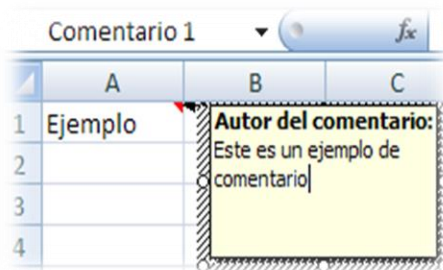 Comentario 1
fx
A B C
1 Ejemplo
Autor del comentario:
Este es un ejemplo de
2
comentario
3
4